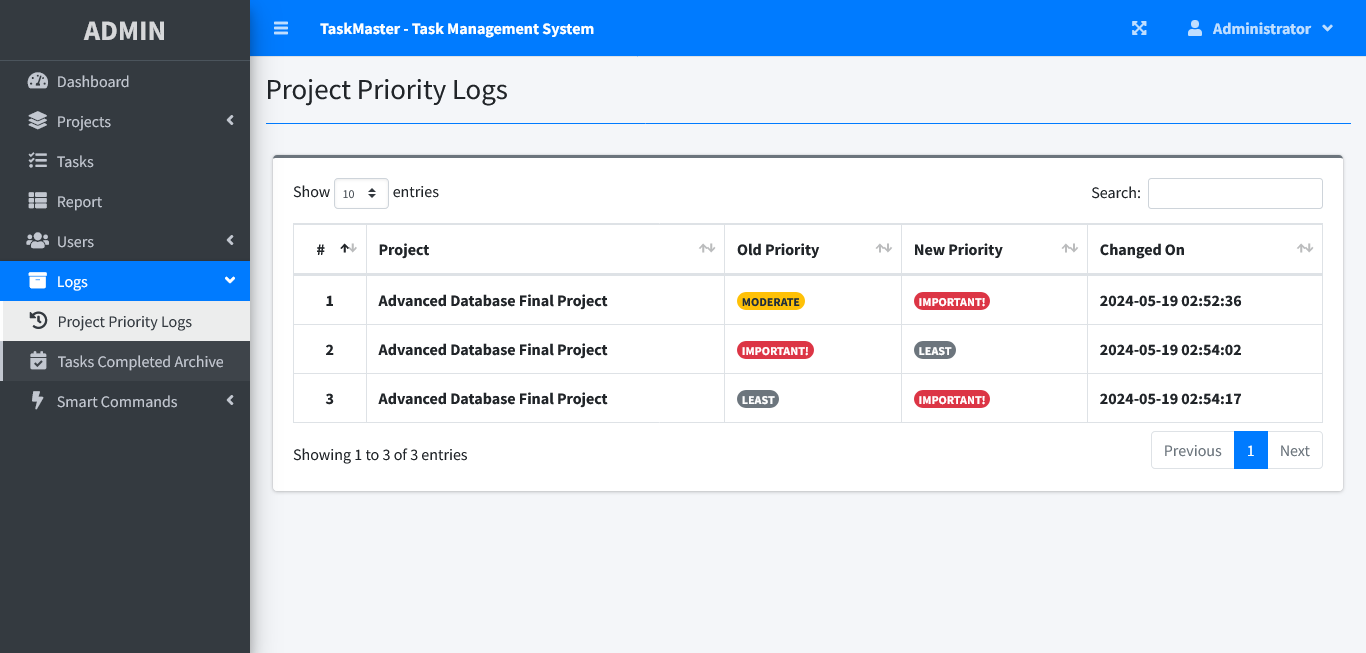 ADMIN
TaskMaster - Task Management System
Administrator
Dashboard
Projects
Tasks
Report
Users
Logs
Project Priority Logs
Tasks Completed Archive
Smart Commands
Project Priority Logs
Show 10 entries
Search:
# Project Old Priority New Priority Changed On
1 Advanced Database Final Project MODERATE IMPORTANT! 2024-05-19 02:52:36
2 Advanced Database Final Project IMPORTANT! LEAST 2024-05-19 02:54:02
3 Advanced Database Final Project LEAST IMPORTANT! 2024-05-19 02:54:17
Showing 1 to 3 of 3 entries
Previous 1 Next